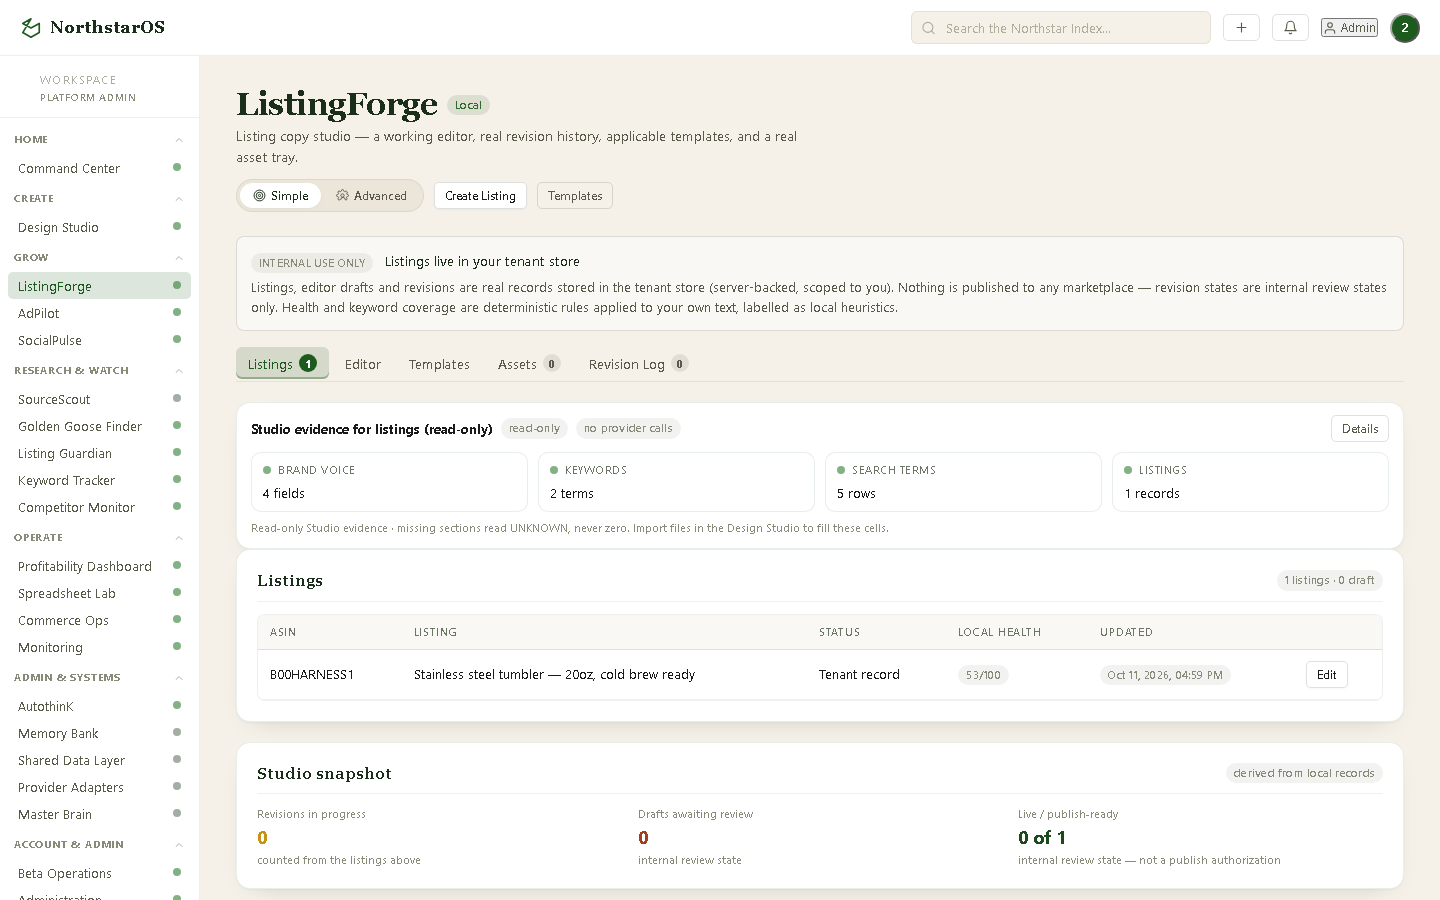 NorthstarOS
Search the Northstar Index...
Admin
2
WORKSPACE
PLATFORM ADMIN
HOME
Command Center
CREATE
Design Studio
GROW
ListingForge
AdPilot
SocialPulse
RESEARCH & WATCH
SourceScout
Golden Goose Finder
Listing Guardian
Keyword Tracker
Competitor Monitor
OPERATE
Profitability Dashboard
Spreadsheet Lab
Commerce Ops
Monitoring
ADMIN & SYSTEMS
AutothinK
Memory Bank
Shared Data Layer
Provider Adapters
Master Brain
ACCOUNT & ADMIN
Beta Operations
Administration
ListingForge Local
Listing copy studio — a working editor, real revision history, applicable templates, and a real
asset tray.
Simple Advanced Create Listing Templates
INTERNAL USE ONLY Listings live in your tenant store
Listings, editor drafts and revisions are real records stored in the tenant store (server-backed, scoped to you). Nothing is published to any marketplace — revision states are internal review states
only. Health and keyword coverage are deterministic rules applied to your own text, labelled as local heuristics.
Listings 1 Editor Templates Assets 0 Revision Log 0
Studio evidence for listings (read-only) read-only no provider calls Details
BRAND VOICE
4 fields
KEYWORDS
2 terms
SEARCH TERMS
5 rows
LISTINGS
1 records
Read-only Studio evidence · missing sections read UNKNOWN, never zero. Import files in the Design Studio to fill these cells.
Listings 1 listings · 0 draft
ASIN LISTING STATUS LOCAL HEALTH UPDATED
B00HARNESS1 Stainless steel tumbler — 20oz, cold brew ready Tenant record 53/100 Oct 11, 2026, 04:59 PM Edit
Studio snapshot derived from local records
Revisions in progress
0
counted from the listings above
Drafts awaiting review
0
internal review state
Live / publish-ready
0 of 1
internal review state — not a publish authorization